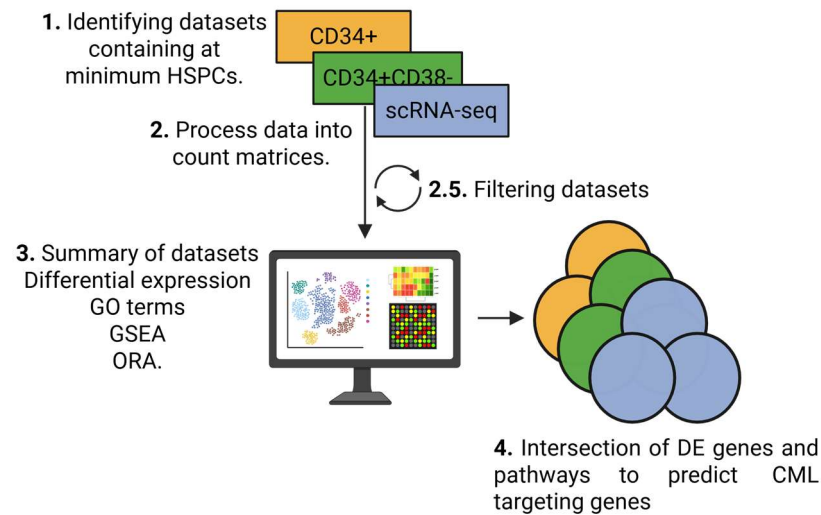 1. Identifying datasets
containing at
minimum HSPCs.
CD34+
CD34+CD38-
scRNA-seq
2. Process data into
count matrices.
2.5. Filtering datasets
3. Summary of datasets
Differential expression
GO terms
GSEA
ORA.
4. Intersection of DE genes and
pathways to predict CML
targeting genes